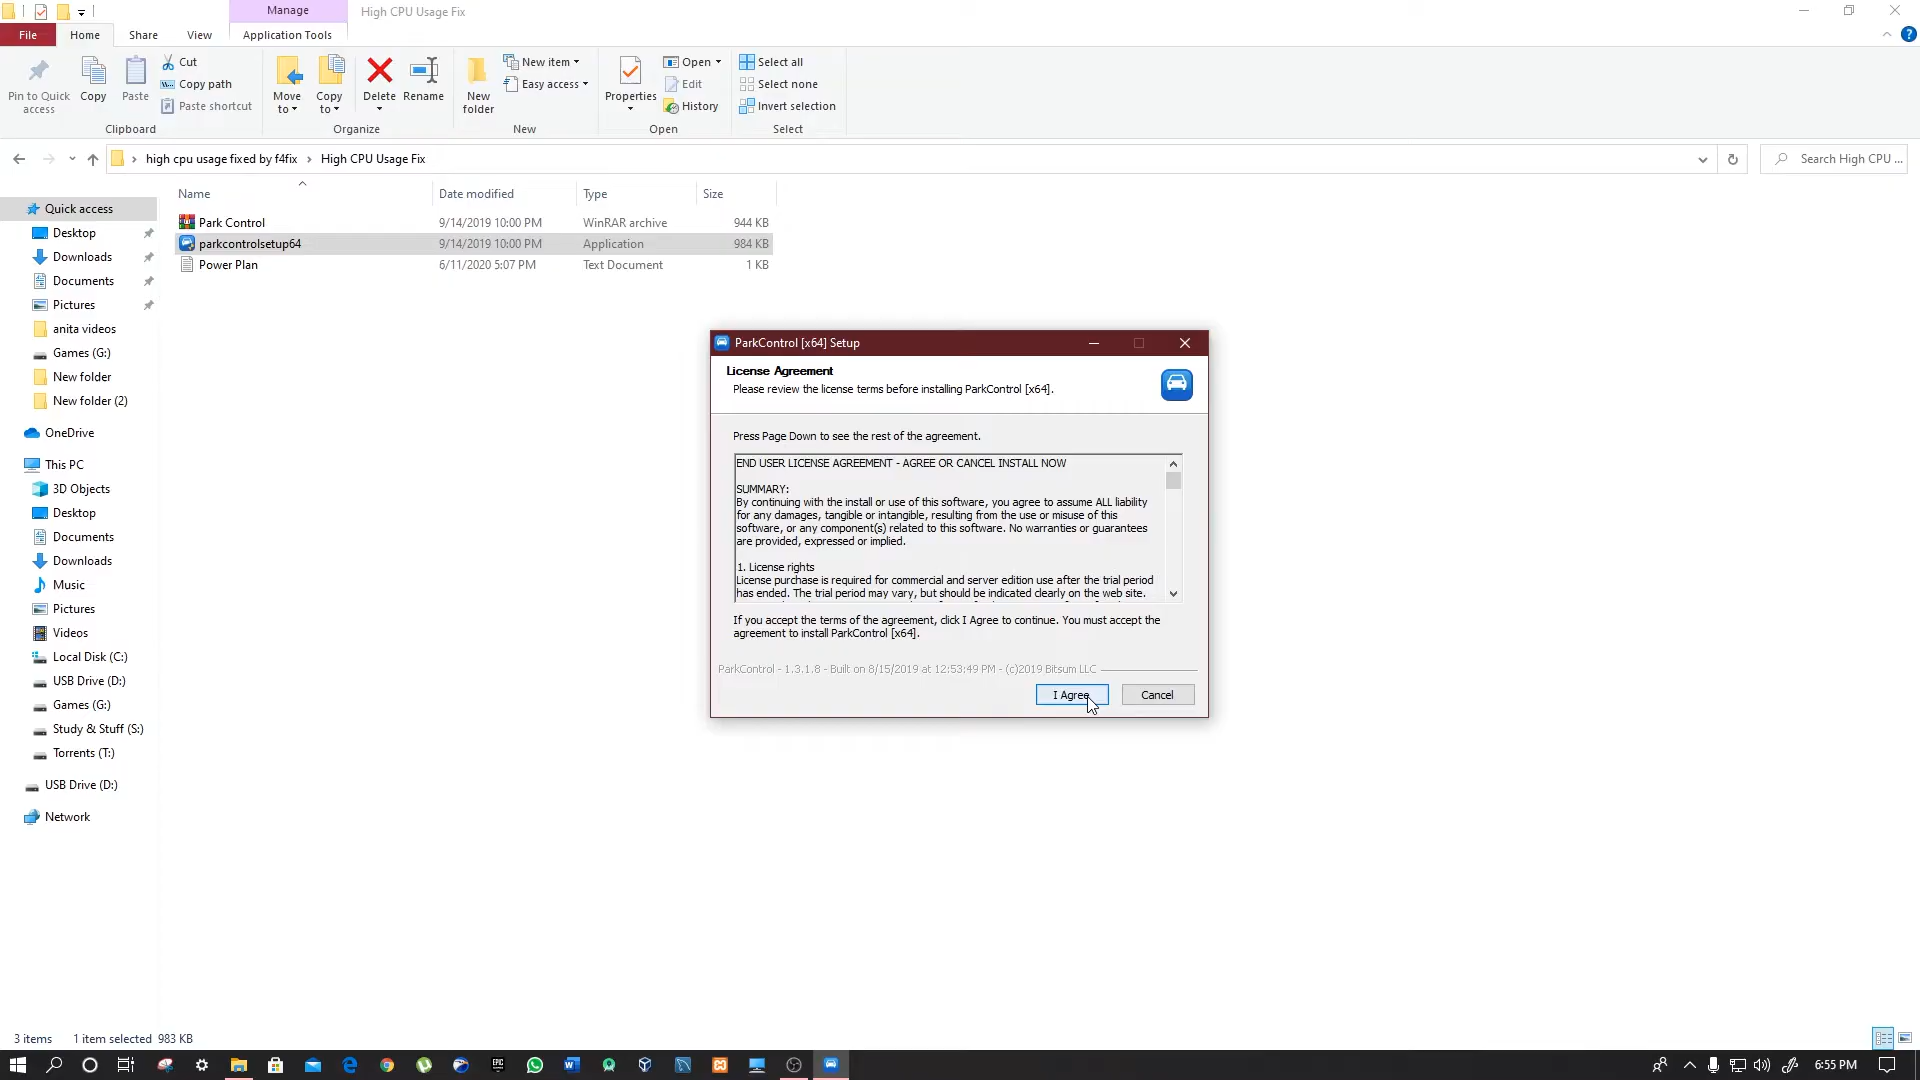 Manage
High CPU Usage Fix
File
Home
Share
View
Application Tools
Pin to Quick access
Copy
Paste
Cut
Copy path
Paste shortcut
Clipboard
Move to
Copy to
Delete
Rename
Organize
New folder
New item
Easy access
New
Properties
Open
Edit
History
Open
Select all
Select none
Invert selection
Select
high cpu usage fixed by f4fix
High CPU Usage Fix
Search High CPU ...
Name
Date modified
Type
Size
Park Control 9/14/2019 10:00 PM WinRAR archive 944 KB
parkcontrolsetup64 9/14/2019 10:00 PM Application 984 KB
Power Plan 6/11/2020 5:07 PM Text Document 1 KB
Quick access
Desktop
Downloads
Documents
Pictures
anita videos
Games (G:)
New folder
New folder (2)
OneDrive
This PC
3D Objects
Desktop
Documents
Downloads
Music
Pictures
Videos
Local Disk (C:)
USB Drive (D:)
Games (G:)
Study & Stuff (S:)
Torrents (T:)
USB Drive (D:)
Network
ParkControl [x64] Setup
License Agreement
Please review the license terms before installing ParkControl [x64].
Press Page Down to see the rest of the agreement.
END USER LICENSE AGREEMENT - AGREE OR CANCEL INSTALL NOW
SUMMARY:
By continuing with the install or use of this software, you agree to assume ALL liability
for any damages, tangible or intangible, resulting from the use or misuse of this
software, or any component(s) related to this software. No warranties or guarantees
are provided, expressed or implied.
1. License rights
License purchase is required for commercial and server edition use after the trial period
has ended. The trial period may vary, but should be indicated clearly on the web site.
If you accept the terms of the agreement, click I Agree to continue. You must accept the
agreement to install ParkControl [x64].
ParkControl - 1.3.1.8 - Built on 8/15/2019 at 12:53:49 PM - (c)2019 Bitsum LLC
I Agree
Cancel
3 items
1 item selected 983 KB
EPIC
6:55 PM